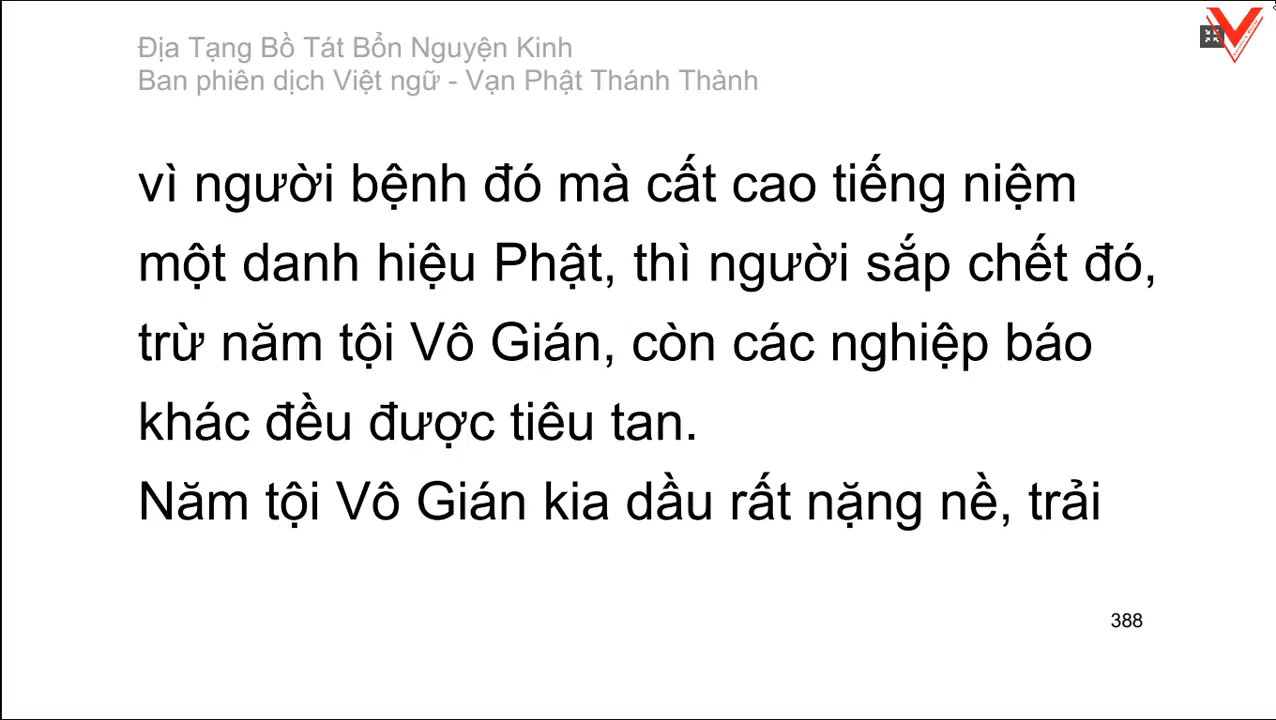 Địa Tạng Bồ Tát Bổn Nguyện Kinh
Ban phiên dịch Việt ngữ - Vạn Phật Thánh Thành
vì người bệnh đó mà cất cao tiếng niệm
một danh hiệu Phật, thì người sắp chết đó,
trừ năm tội Vô Gián, còn các nghiệp báo
khác đều được tiêu tan.
Năm tội Vô Gián kia dầu rất nặng nề, trải
388